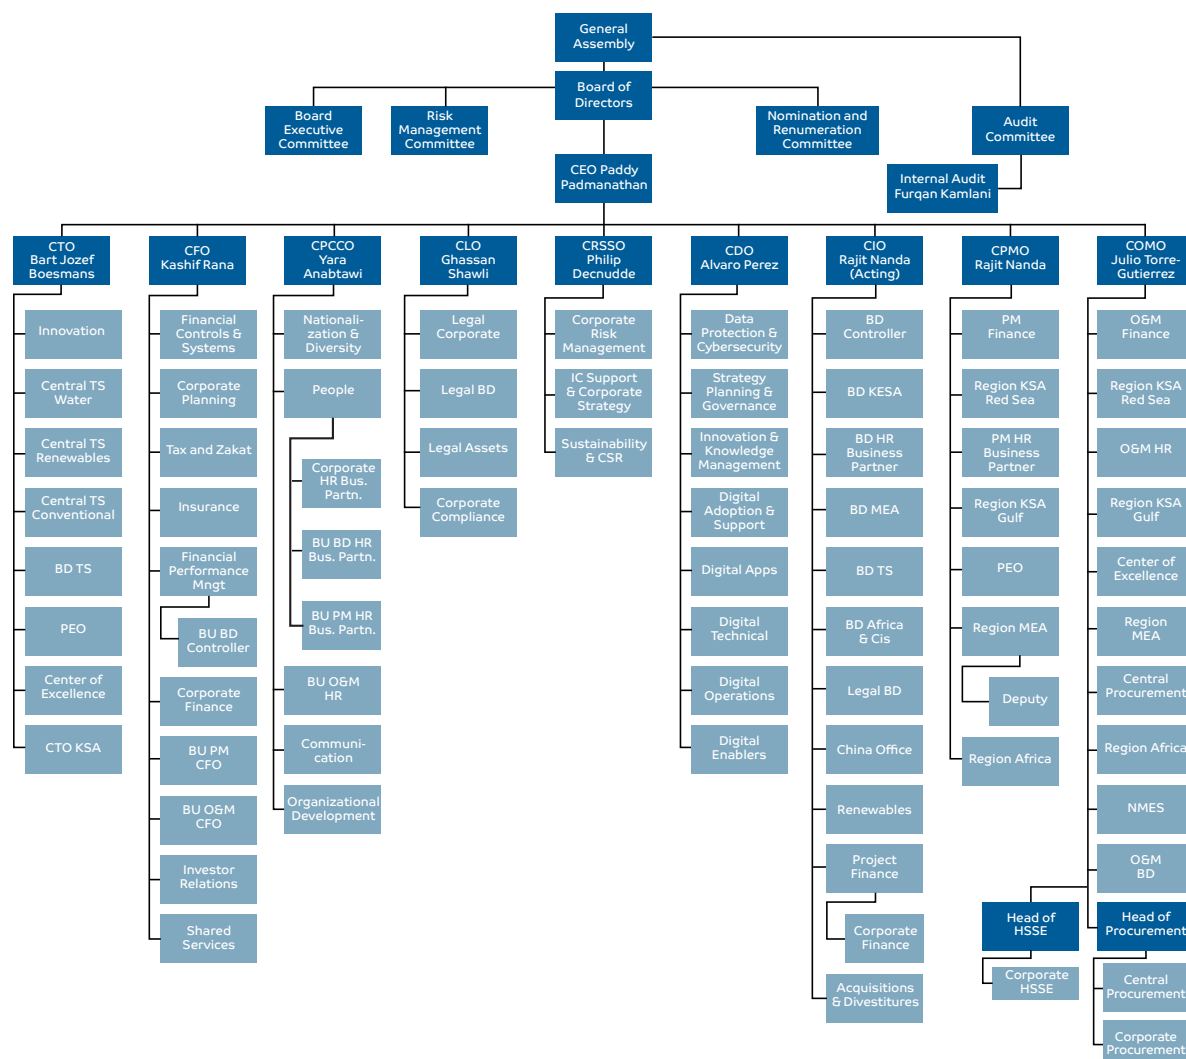 General
Assembly
Board of
Directors
Board
Executive
Committee
Risk
Management
Committee
Nomination and
Renumeration
Committee
Audit
Committee
CEO Paddy
Padmanathan
Internal Audit
Furqan Kamlani
CTO
Bart Jozef
Boesmans
Innovation
Central TS
Water
Central TS
Renewables
Central TS
Conventional
BD TS
PEO
Center of
Excellence
CTO KSA
CFO
Kashif Rana
Financial
Controls &
Systems
Corporate
Planning
Tax and Zakat
Insurance
Financial
Performance
Mngt
BU BD
Controller
Corporate
Finance
BU PM
CFO
BU O&M
CFO
Investor
Relations
Shared
Services
CPCCO
Yara
Anabtawi
Nationali-
zation &
Diversity
People
Corporate
HR Bus.
Partn.
BU BD HR
Bus. Partn.
BU PM HR
Bus. Partn.
BU O&M
HR
Communi-
cation
Organizational
Development
CLO
Ghassan
Shawli
Legal
Corporate
Legal BD
Legal Assets
Corporate
Compliance
CRSSO
Philip
Decnudde
Corporate
Risk
Management
IC Support
& Corporate
Strategy
Sustainability
& CSR
CDO
Alvaro Perez
Data
Protection &
Cybersecurity
Strategy
Planning &
Governance
Innovation &
Knowledge
Management
Digital
Adoption &
Support
Digital Apps
Digital
Technical
Digital
Operations
Digital
Enablers
CIO
Rajit Nanda
(Acting)
BD
Controller
BD KESA
BD HR
Business
Partner
BD MEA
BD TS
BD Africa
& Cis
Legal BD
China Office
Renewables
Project
Finance
Corporate
Finance
Acquisitions
& Divestitures
CPMO
Rajit Nanda
PM
Finance
Region KSA
Red Sea
PM HR
Business
Partner
Region KSA
Gulf
PEO
Region MEA
Deputy
Region Africa
COMO
Julio Torre-
Gutierrez
O&M
Finance
Region KSA
Red Sea
O&M HR
Region KSA
Gulf
Center of
Excellence
Region
MEA
Central
Procurement
Region Africa
NMES
O&M
BD
Head of
HSSE
Corporate
HSSE
Head of
Procurement
Central
Procurement
Corporate
Procurement